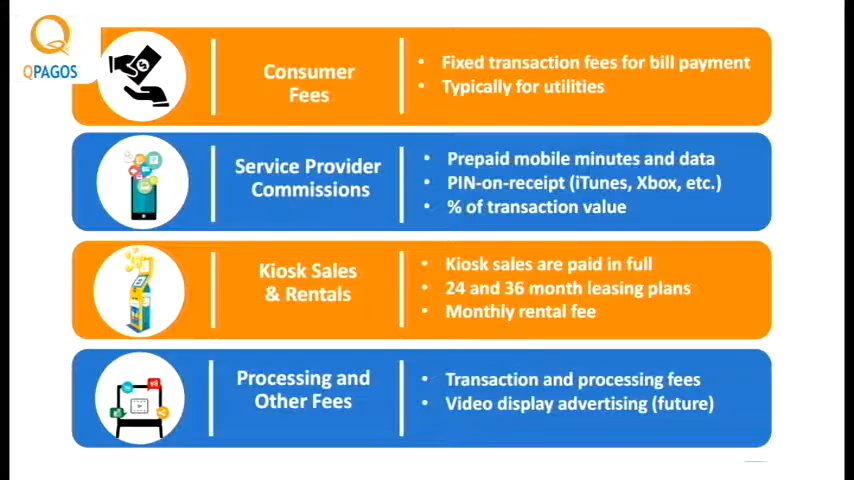 QPAGOS
Consumer
Fees
• Fixed transaction fees for bill payment
• Typically for utilities
Service Provider
Commissions
• Prepaid mobile minutes and data
• PIN-on-receipt (iTunes, Xbox, etc.)
• % of transaction value
Kiosk Sales
& Rentals
• Kiosk sales are paid in full
• 24 and 36 month leasing plans
• Monthly rental fee
Processing and
Other Fees
• Transaction and processing fees
• Video display advertising (future)